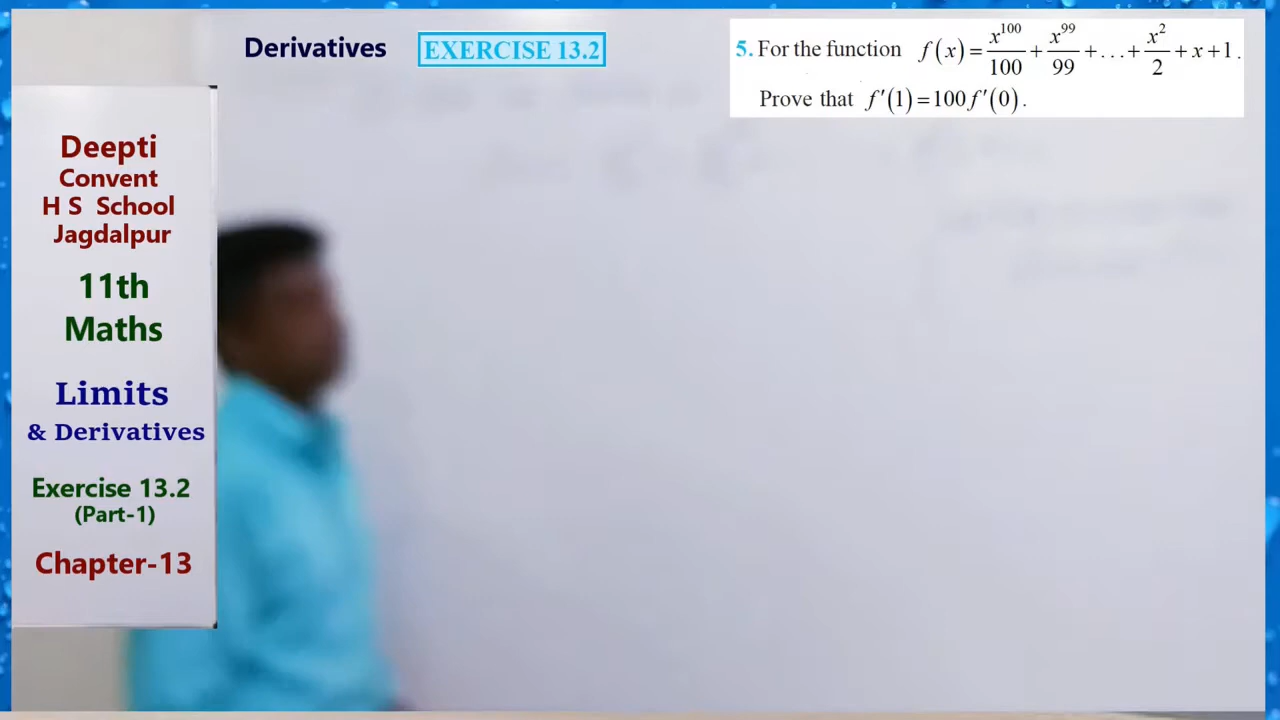 Derivatives EXERCISE 13.2
5. For the function f(x) = x^100/100 + x^99/99 + ... + x^2/2 + x + 1.
Prove that f′(1) = 100 f′(0).
Deepti
Convent
H S School
Jagdalpur
11th
Maths
Limits
& Derivatives
Exercise 13.2
(Part-1)
Chapter-13